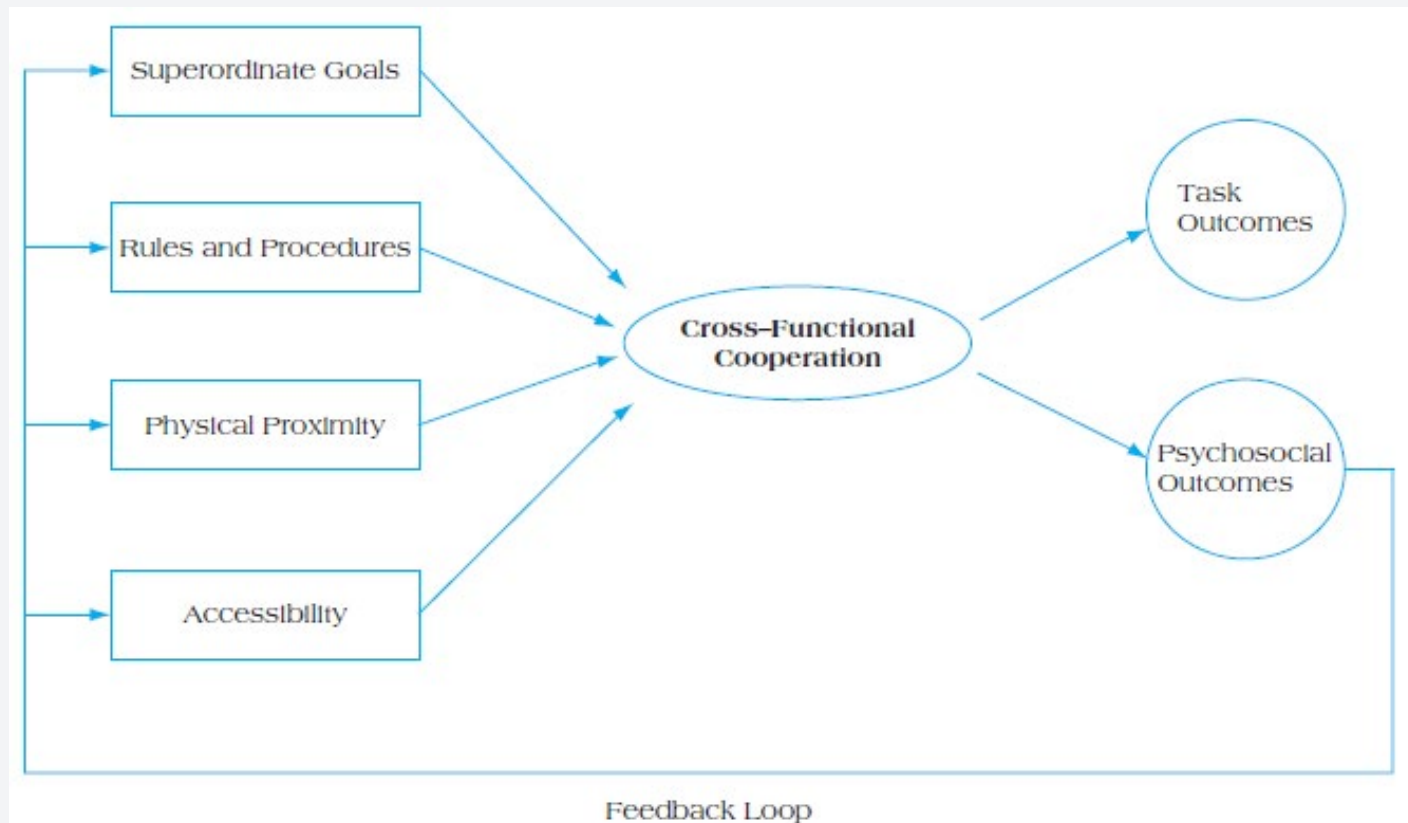 Superordinate Goals
Rules and Procedures
Physical Proximity
Accessibility
Cross–Functional
Cooperation
Task
Outcomes
Psychosocial
Outcomes
Feedback Loop